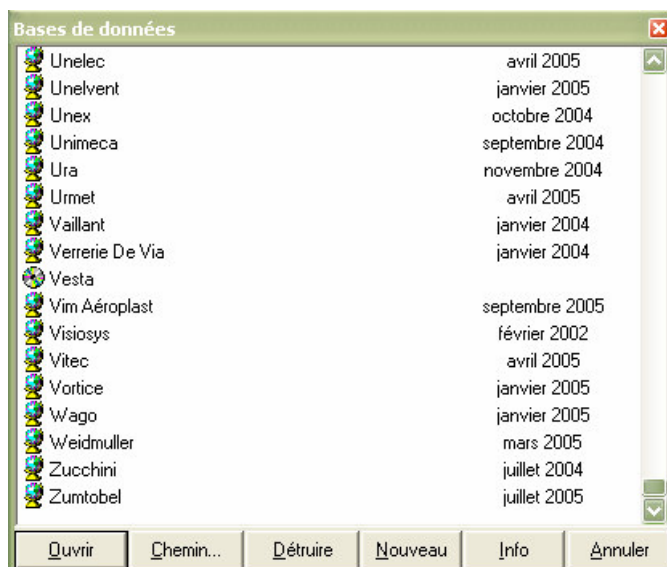 Bases de données
Unelec avril 2005
Unelvent janvier 2005
Unex octobre 2004
Unimeca septembre 2004
Ura novembre 2004
Urmet avril 2005
Vaillant janvier 2004
Verrerie De Via janvier 2004
Vesta
Vim Aéroplast septembre 2005
Visiosys février 2002
Vitec avril 2005
Vortice janvier 2005
Wago janvier 2005
Weidmuller mars 2005
Zucchini juillet 2004
Zumtobel juillet 2005
Ouvrir Chemin... Détruire Nouveau Info Annuler